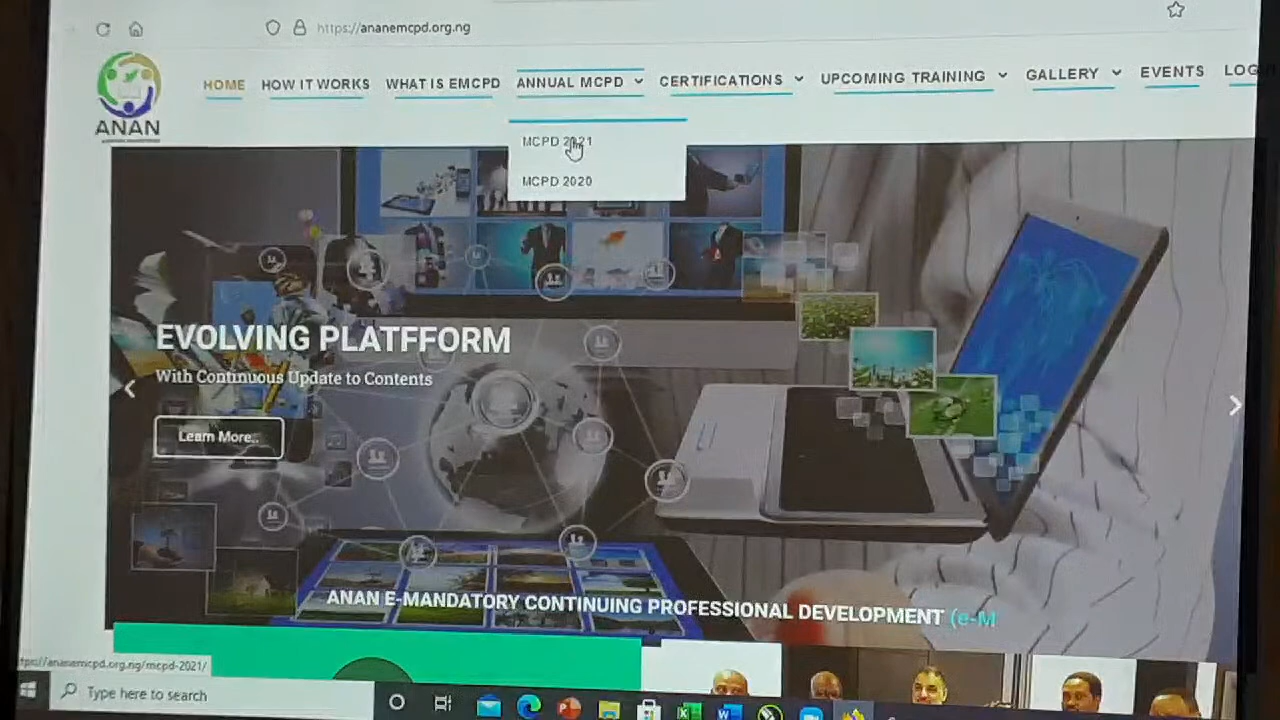 https://ananemcpd.org.ng
ANAN
HOME HOW IT WORKS WHAT IS EMCPD ANNUAL MCPD CERTIFICATIONS UPCOMING TRAINING GALLERY EVENTS LOG
MCPD 2021
MCPD 2020
EVOLVING PLATFFORM
With Continuous Update to Contents
Learn More..
ANAN E-MANDATORY CONTINUING PROFESSIONAL DEVELOPMENT (e-M
tps://ananemcpd.org.ng/mcpd-2021/
Type here to search